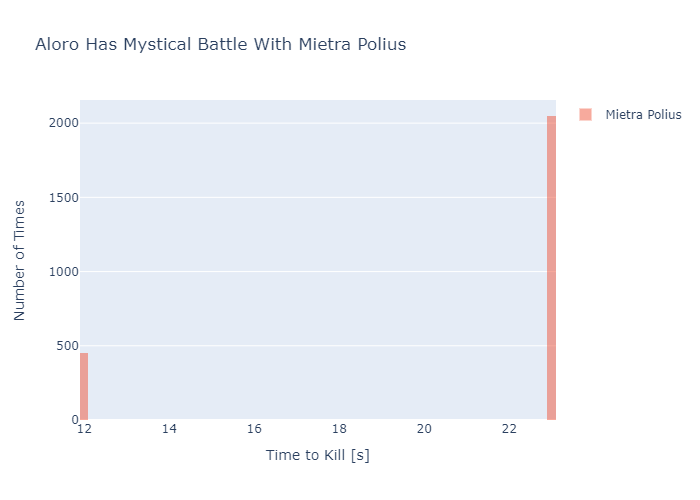 Aloro Has Mystical Battle With Mietra Polius
Mietra Polius
Number of Times
2000
1500
1000
500
0
12 14 16 18 20 22
Time to Kill [s]